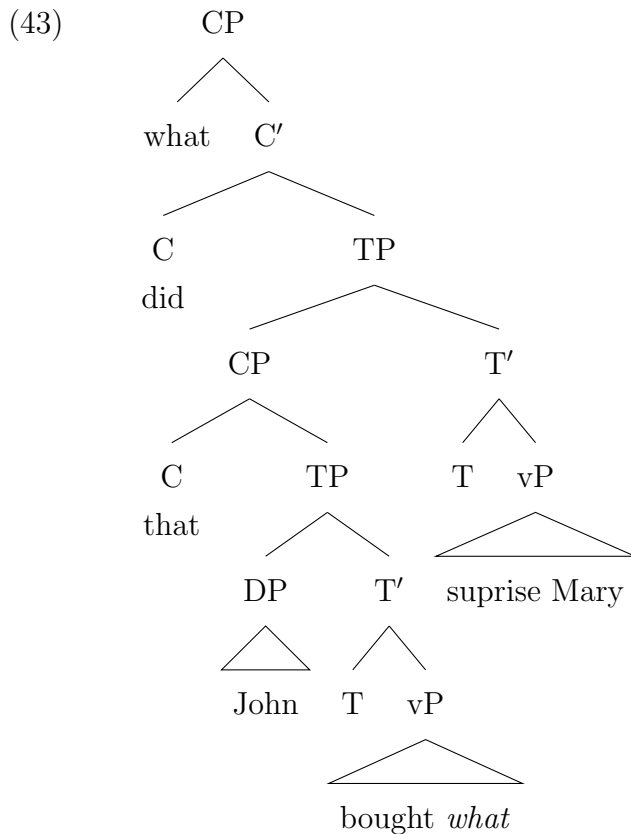 (43) CP
what C′
C TP
did
CP T′
C TP T vP
that
DP T′ suprise Mary
John T vP
bought what